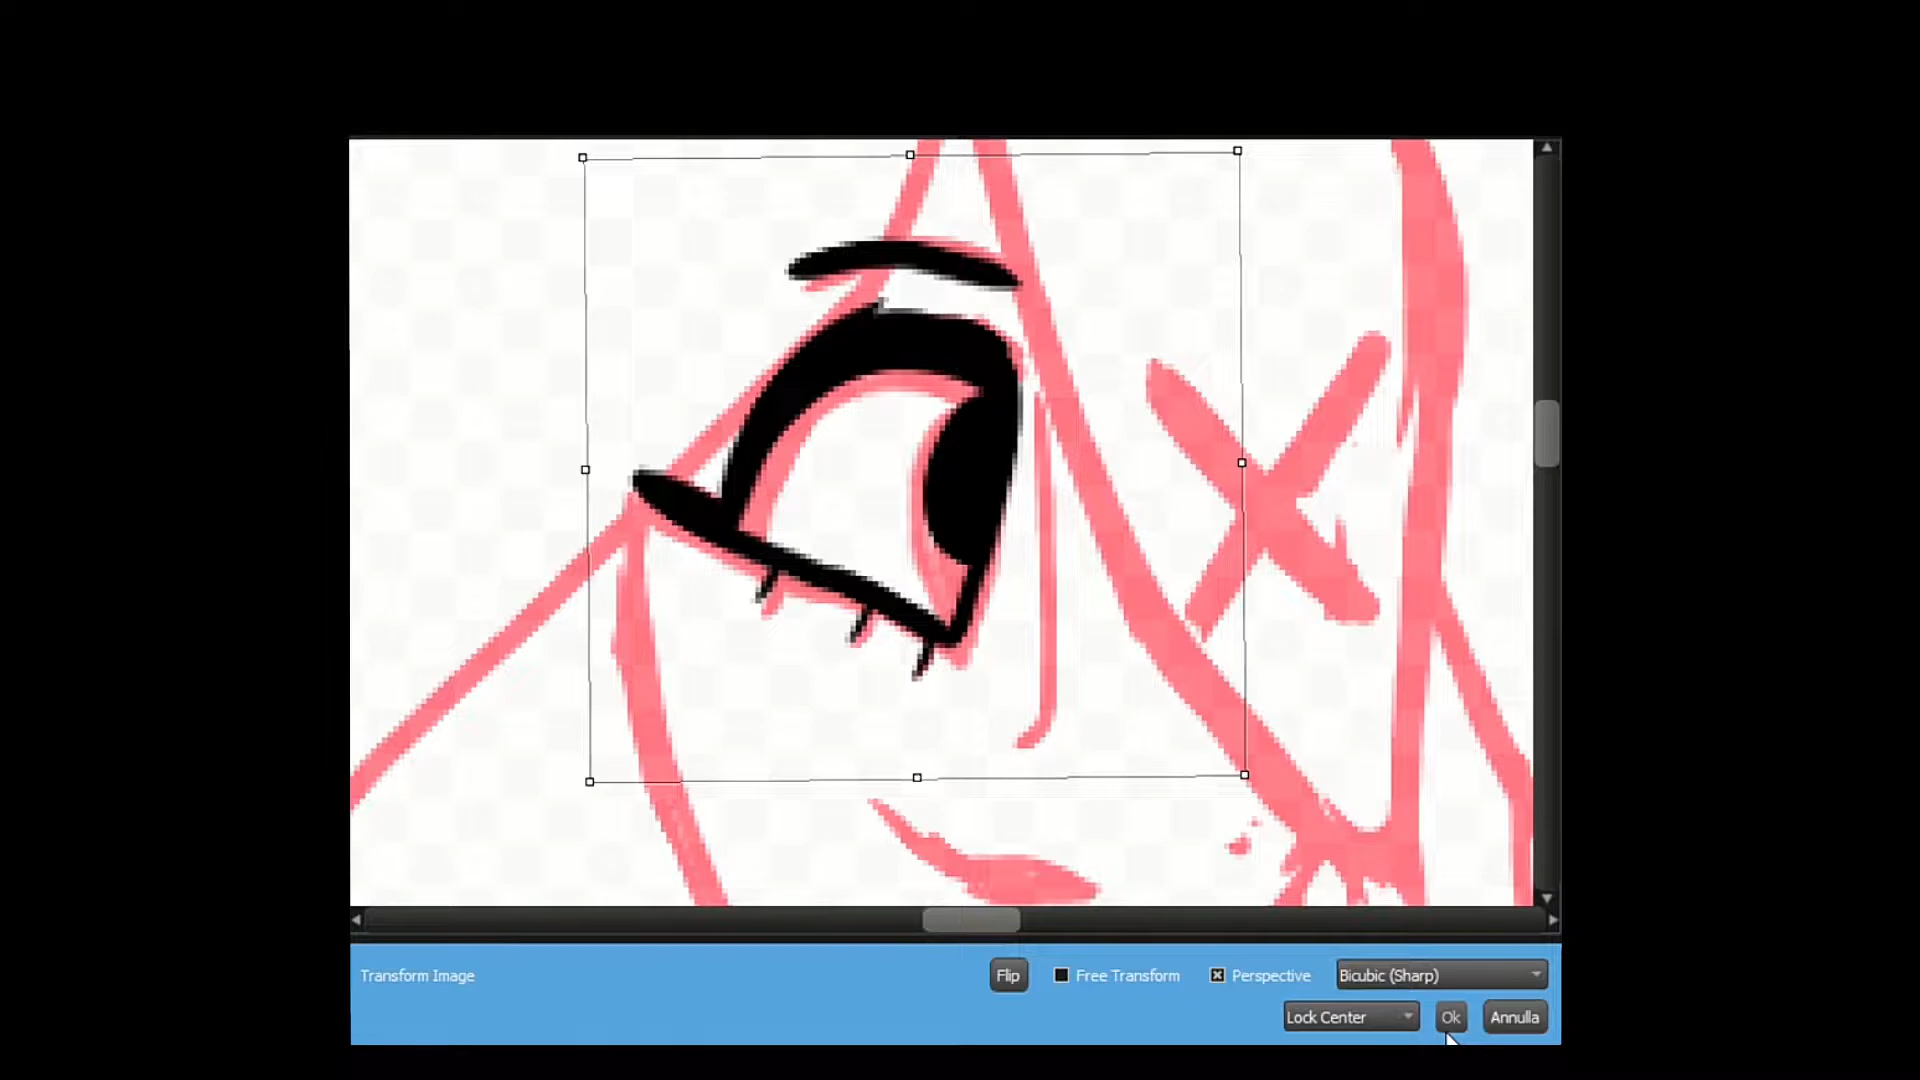 Transform Image Flip Free Transform Perspective Bicubic (Sharp)
Lock Center Ok Annulla